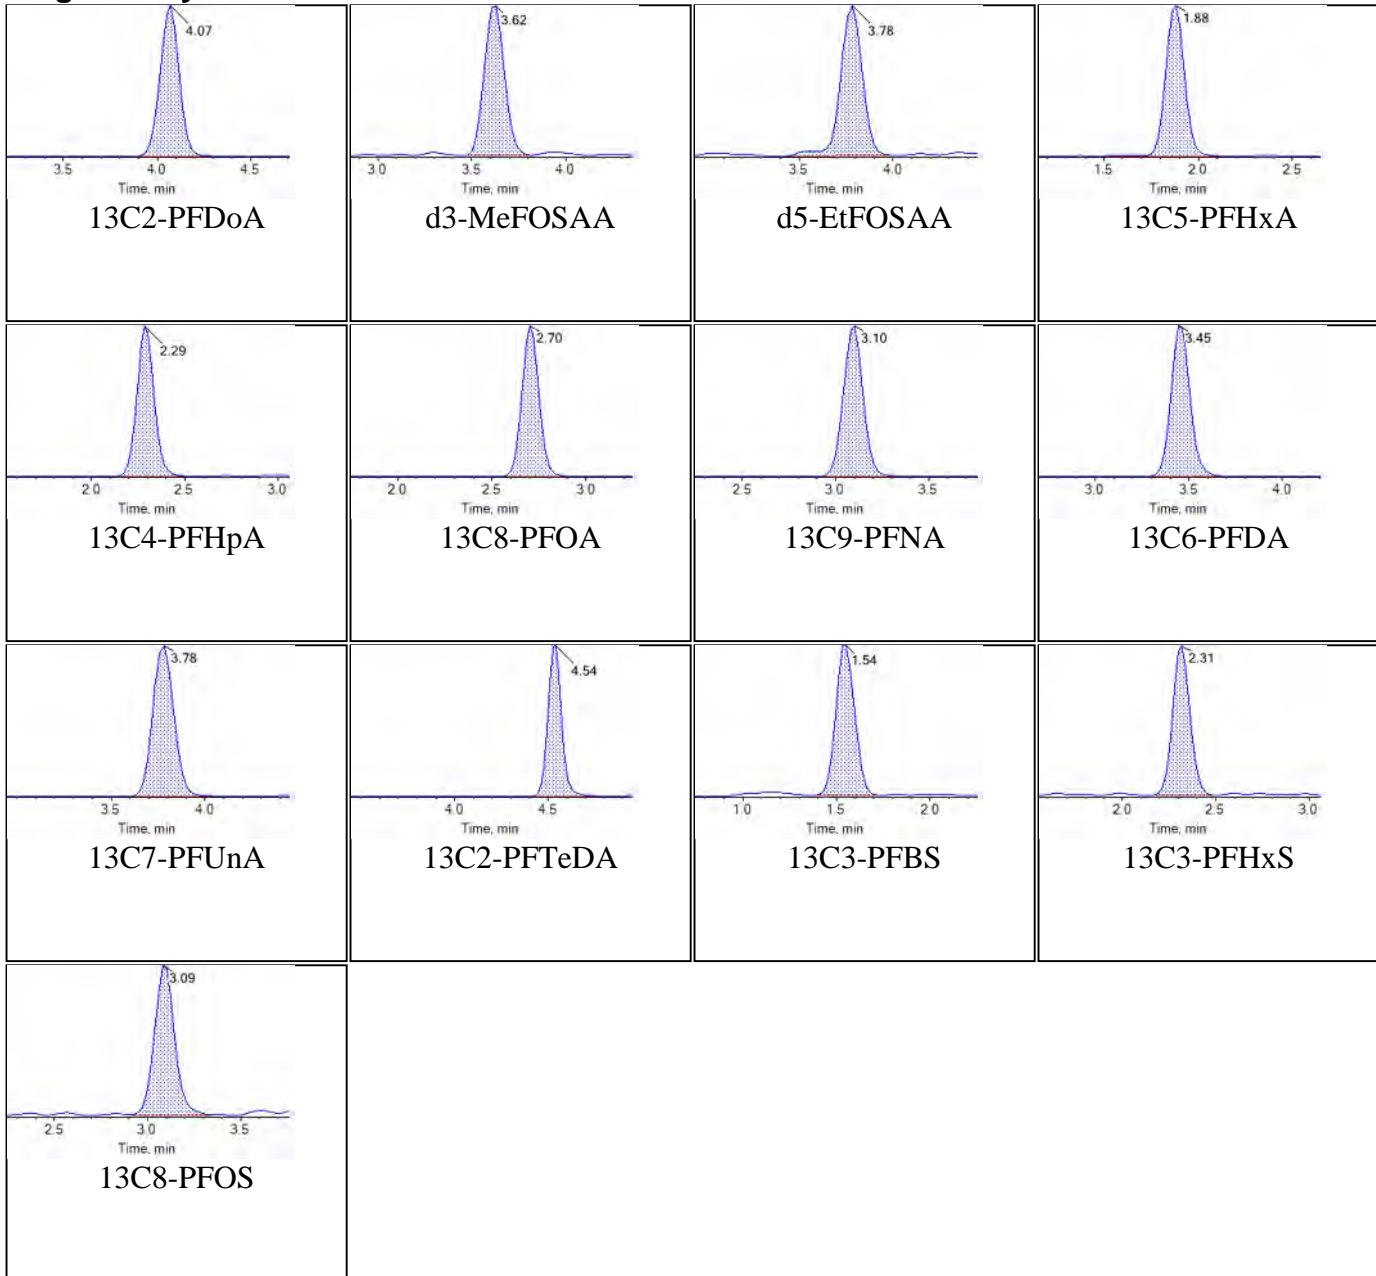 4.07
3.5 4.0 4.5
Time, min
13C2-PFDoA
3.62
3.0 3.5 4.0
Time, min
d3-MeFOSAA
3.78
3.5 4.0
Time, min
d5-EtFOSAA
1.88
1.5 2.0 2.5
Time, min
13C5-PFHxA
2.29
2.0 2.5 3.0
Time, min
13C4-PFHpA
2.70
2.0 2.5 3.0
Time, min
13C8-PFOA
3.10
2.5 3.0 3.5
Time, min
13C9-PFNA
3.45
3.0 3.5 4.0
Time, min
13C6-PFDA
3.78
3.5 4.0
Time, min
13C7-PFUnA
4.54
4.0 4.5
Time, min
13C2-PFTeDA
1.54
1.0 1.5 2.0
Time, min
13C3-PFBS
2.31
2.0 2.5 3.0
Time, min
13C3-PFHxS
3.09
2.5 3.0 3.5
Time, min
13C8-PFOS